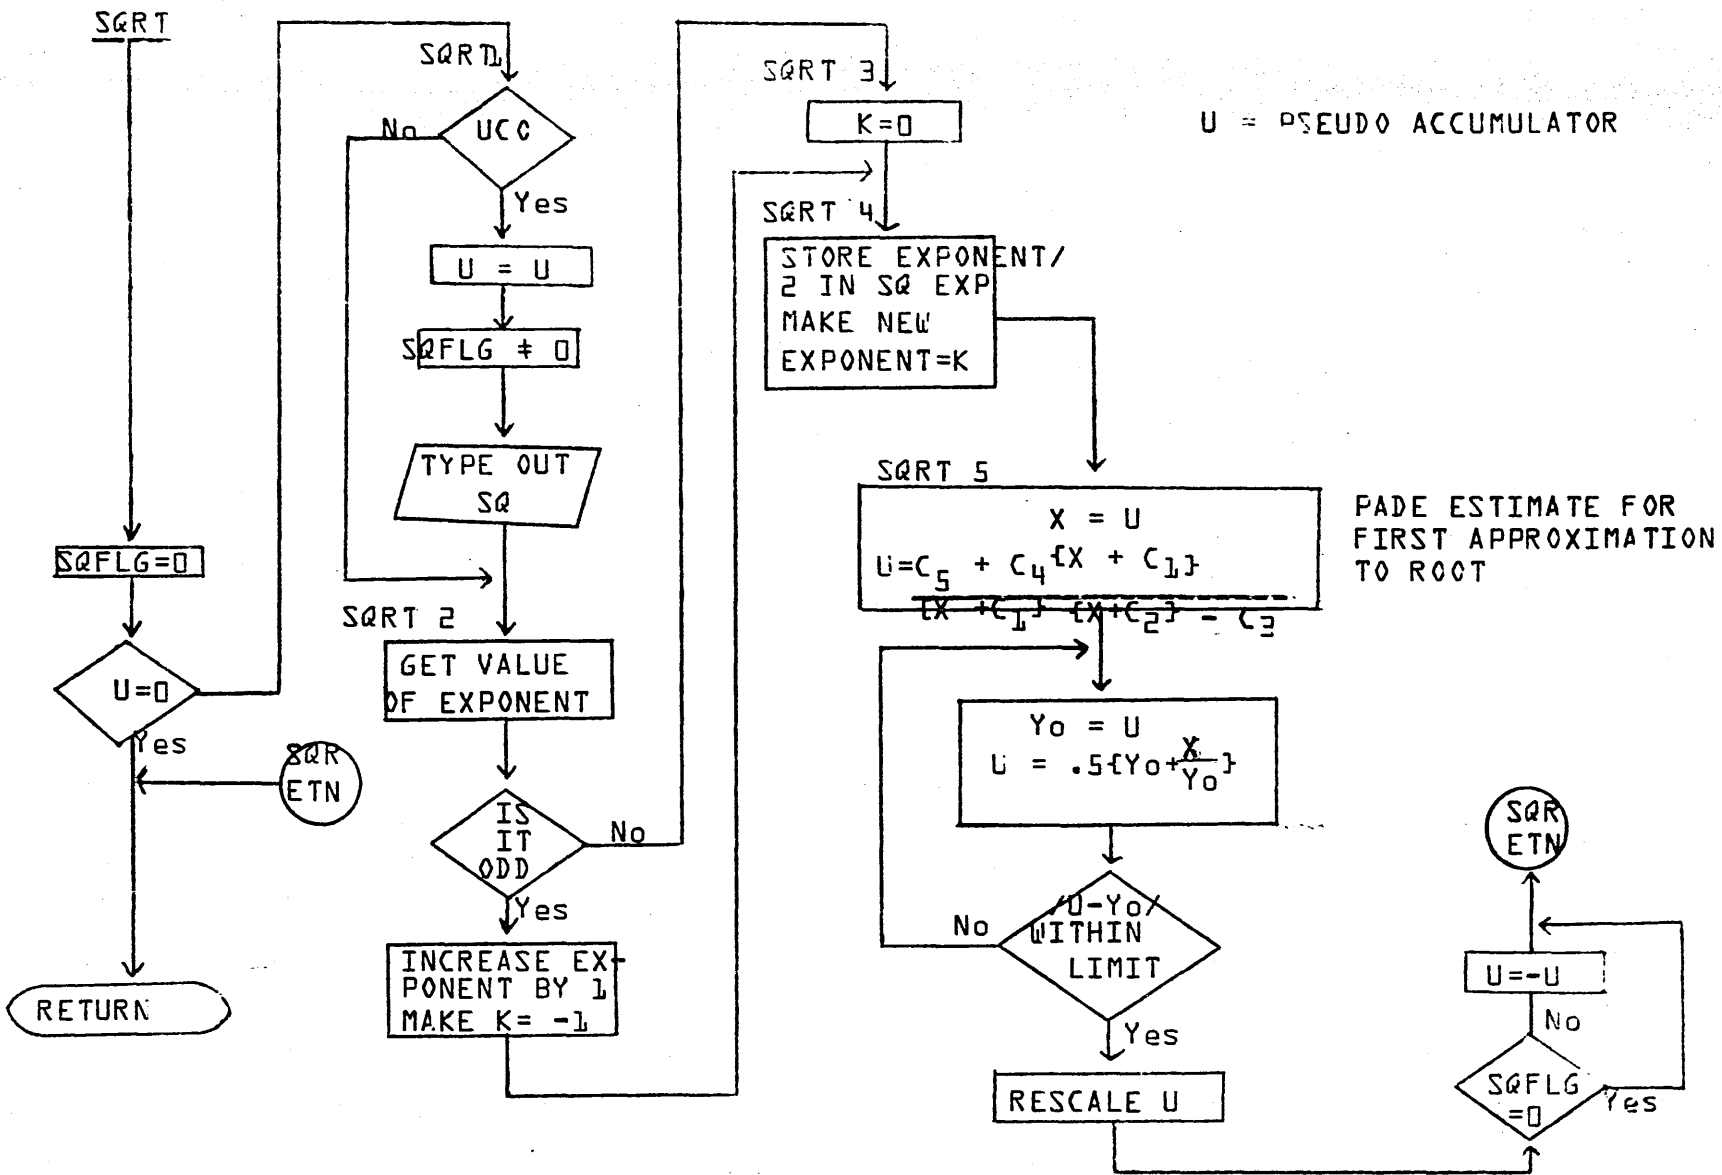 SQRT
SQFLG=0
U=0
Yes
SQR
ETN
RETURN
SQRT1
UCC
No
Yes
U = U
SQFLG ≠ 0
TYPE OUT
SQ
SQRT 2
GET VALUE
OF EXPONENT
IS
IT
ODD
No
Yes
INCREASE EX-
PONENT BY 1
MAKE K= -1
SQRT 3
K=0
SQRT 4
STORE EXPONENT/
2 IN SQ EXP
MAKE NEW
EXPONENT=K
U = PSEUDO ACCUMULATOR
SQRT 5
X = U
U=C5 + C4{X + C1}
{X +C1} {X+C2} - C3
PADE ESTIMATE FOR
FIRST APPROXIMATION
TO ROOT
Yo = U
U = .5{Yo+X/Yo}
/U-Yo/
WITHIN
LIMIT
No
Yes
RESCALE U
SQR
ETN
U=-U
No
SQFLG
=0
Yes